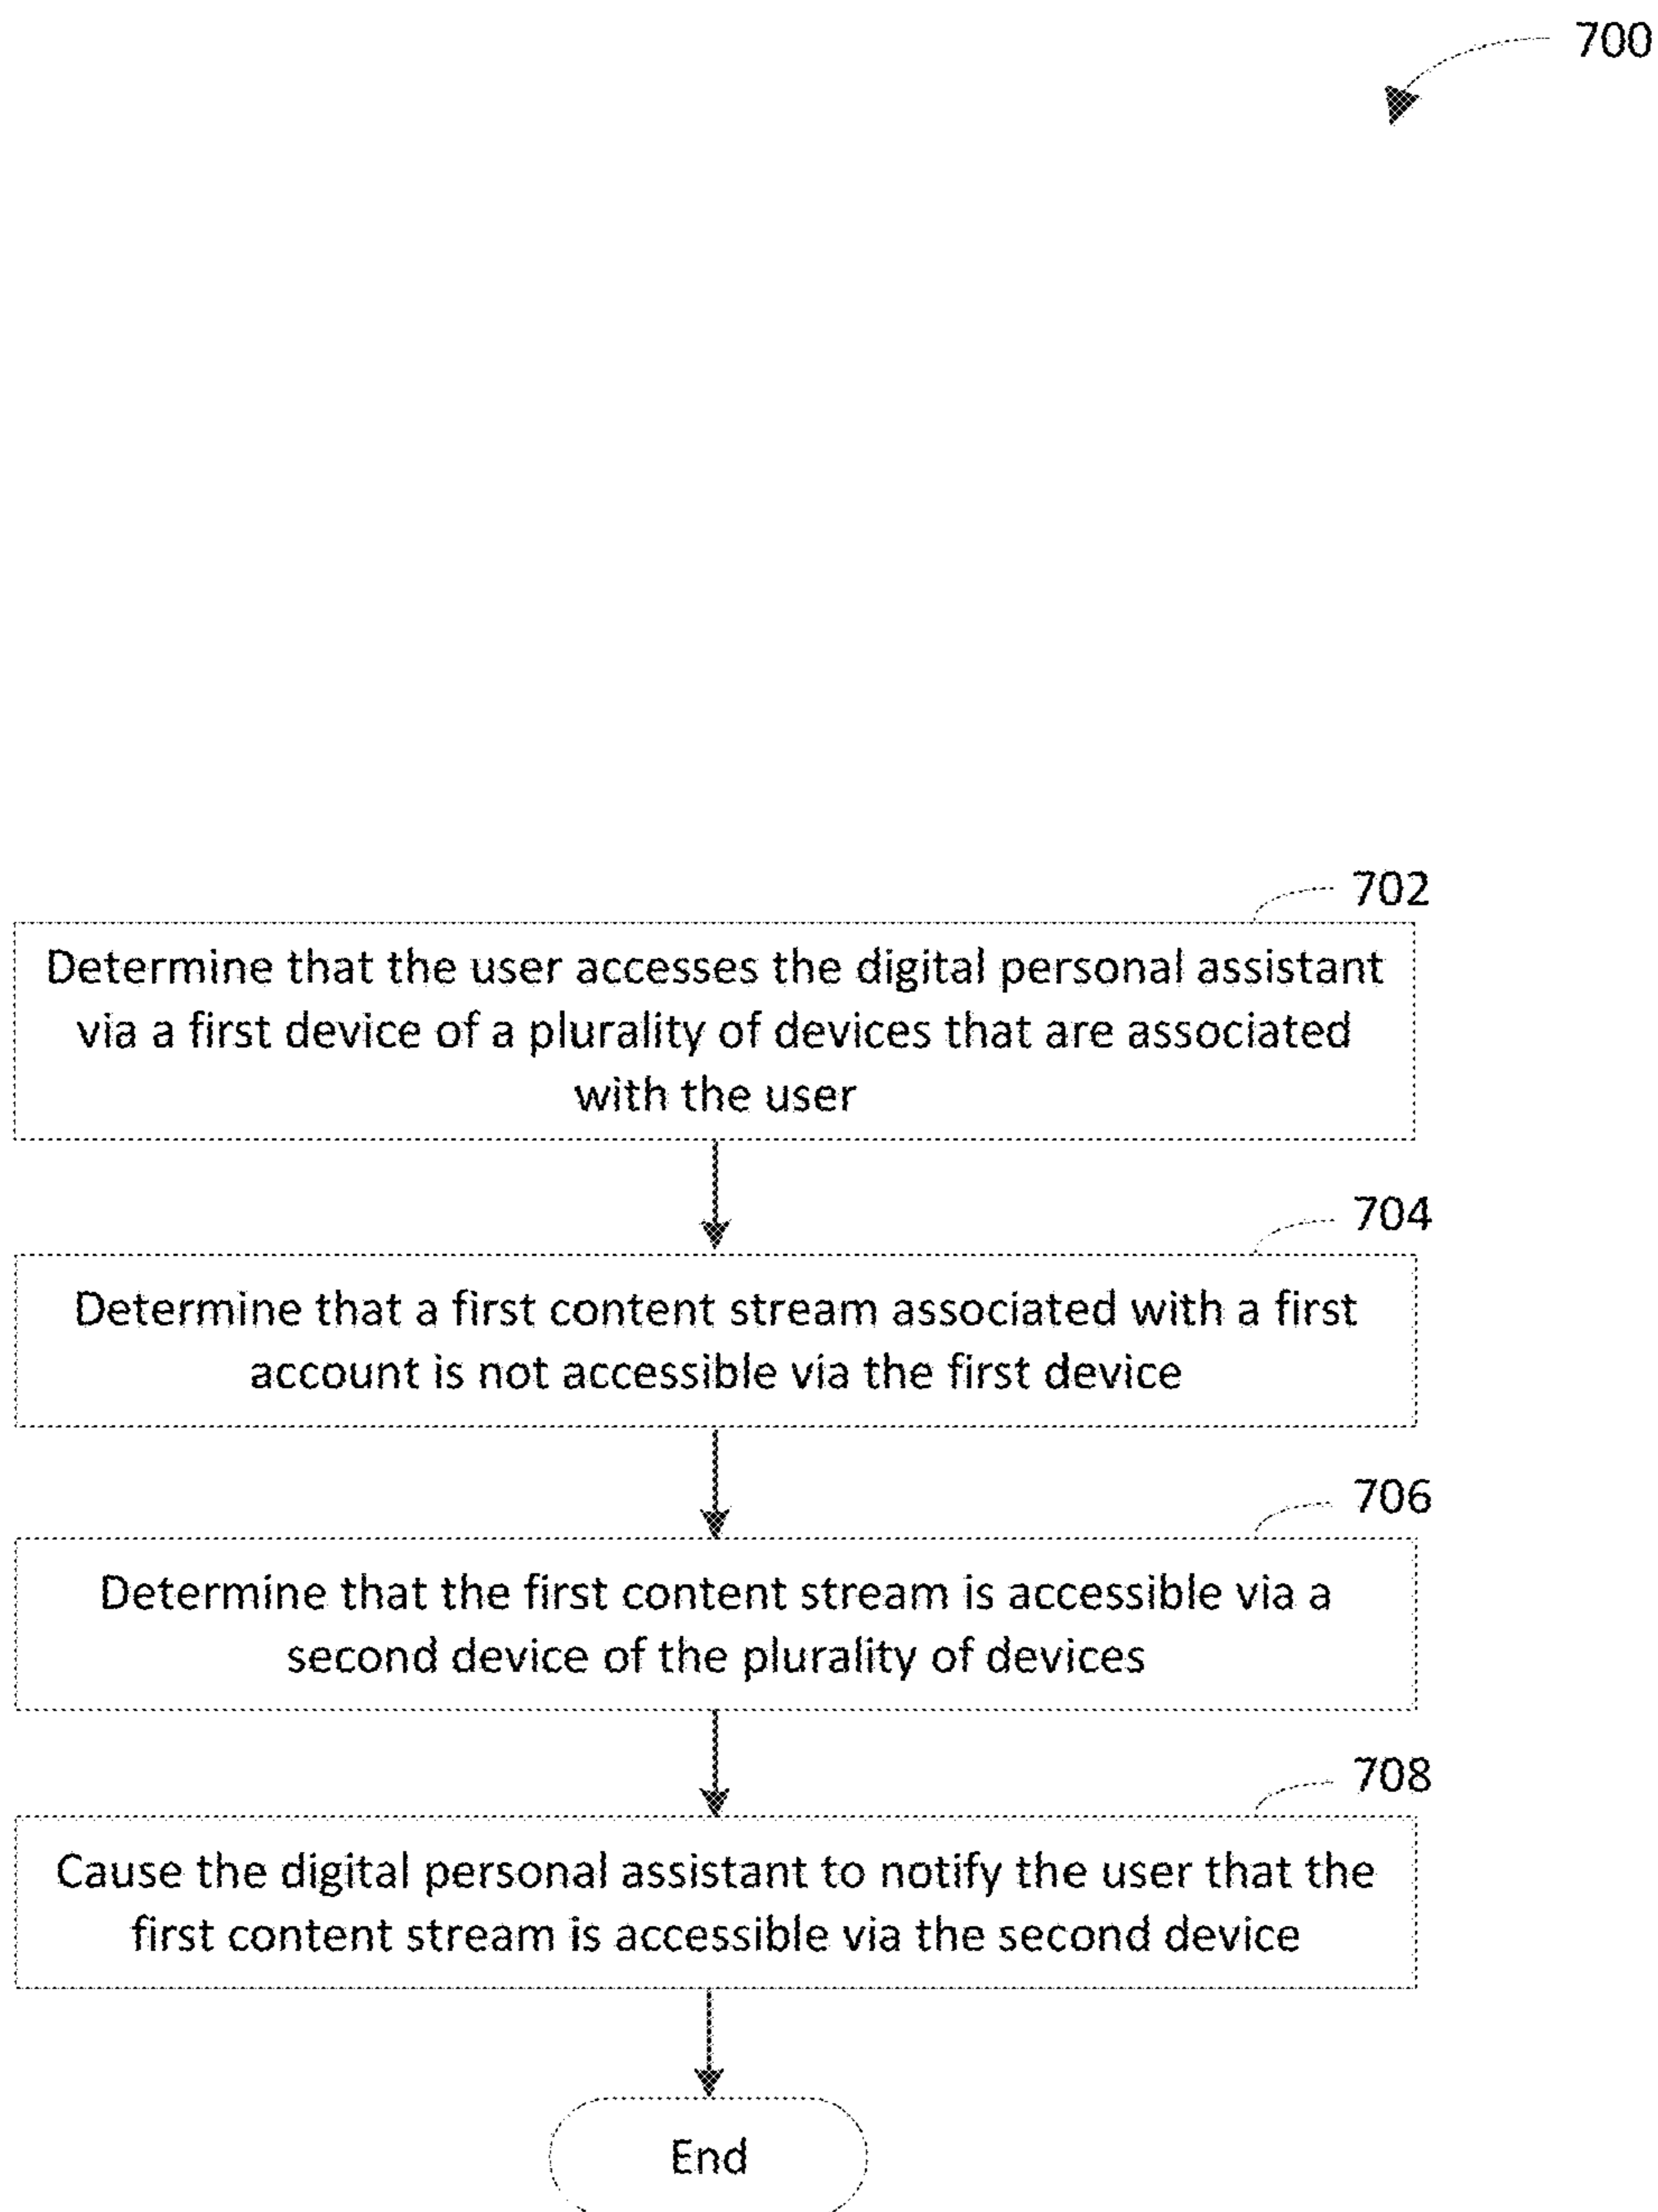 700
702
Determine that the user accesses the digital personal assistant
via a first device of a plurality of devices that are associated
with the user
704
Determine that a first content stream associated with a first
account is not accessible via the first device
706
Determine that the first content stream is accessible via a
second device of the plurality of devices
708
Cause the digital personal assistant to notify the user that the
first content stream is accessible via the second device
End